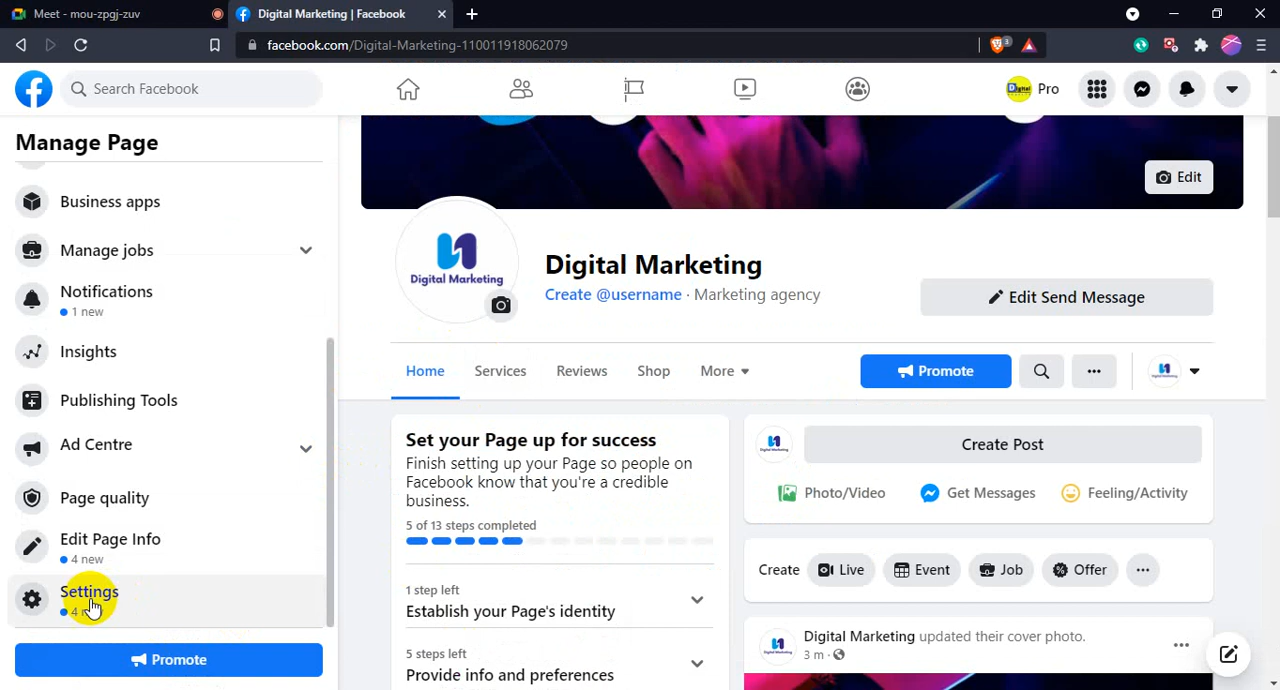 Meet - mou-zpgj-zuv
Digital Marketing | Facebook
facebook.com/Digital-Marketing-110011918062079
3
Search Facebook
Digital
Pro
Manage Page
Business apps
Manage jobs
Notifications
1 new
Insights
Publishing Tools
Ad Centre
Page quality
Edit Page Info
4 new
Settings
Promote
Edit
Digital Marketing
Digital Marketing
Create @username · Marketing agency
Edit Send Message
Home
Services
Reviews
Shop
More
Promote
Set your Page up for success
Finish setting up your Page so people on
Facebook know that you're a credible
business.
5 of 13 steps completed
1 step left
Establish your Page's identity
5 steps left
Provide info and preferences
Create Post
Photo/Video
Get Messages
Feeling/Activity
Create
Live
Event
Job
Offer
Digital Marketing updated their cover photo.
3 m ·